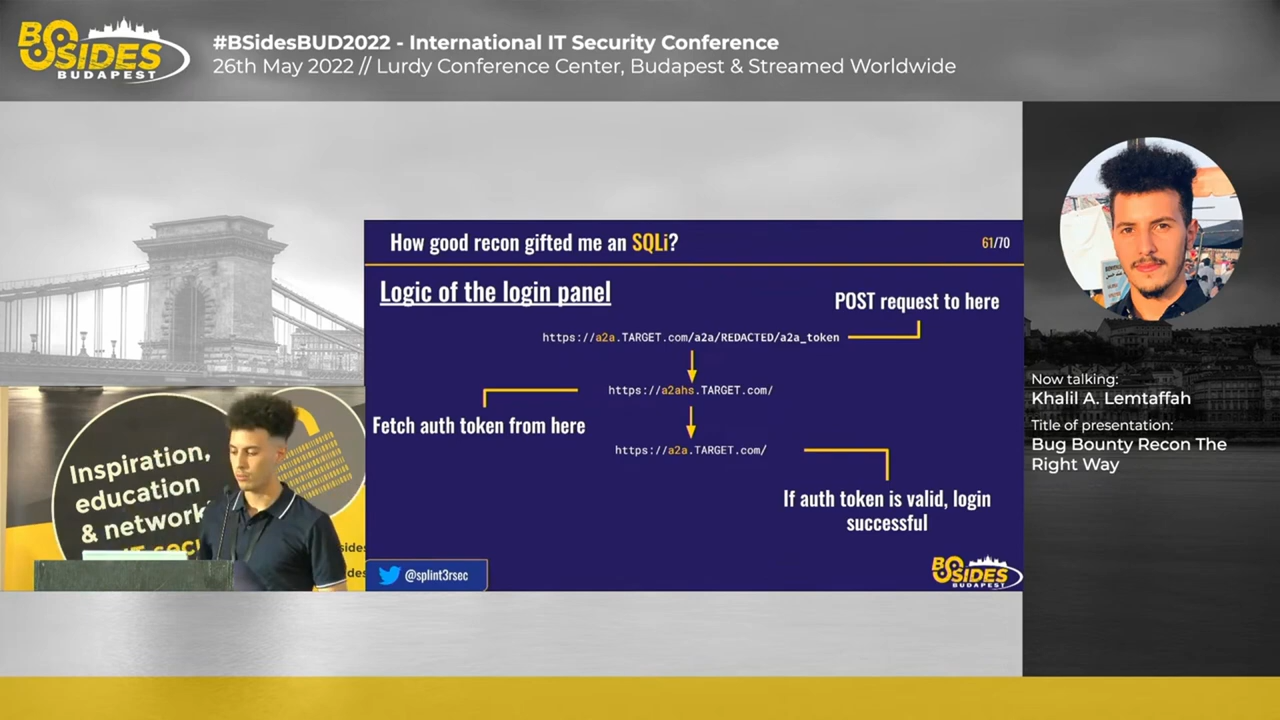 BSIDES
BUDAPEST
#BSidesBUD2022 - International IT Security Conference
26th May 2022 // Lurdy Conference Center, Budapest & Streamed Worldwide
How good recon gifted me an SQLi?
61/70
Logic of the login panel
POST request to here
https://a2a.TARGET.com/a2a/REDACTED/a2a_token
https://a2ahs.TARGET.com/
Fetch auth token from here
https://a2a.TARGET.com/
If auth token is valid, login
successful
@splint3rsec
BSIDES
BUDAPEST
Inspiration,
education
& network
Now talking:
Khalil A. Lemtaffah
Title of presentation:
Bug Bounty Recon The
Right Way